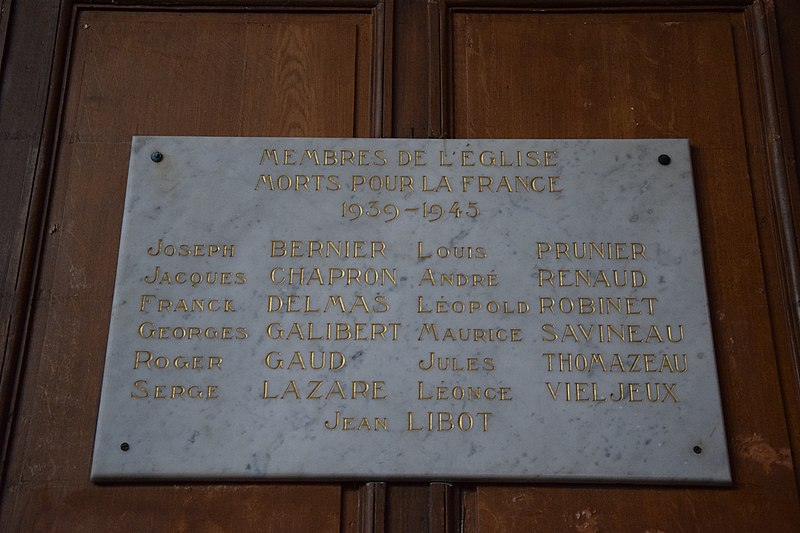 MEMBRES DE L'EGLISE
MORTS POUR LA FRANCE
1939-1945
JOSEPH BERNIER LOUIS PRUNIER
JACQUES CHAPRON ANDRÉ RENAUD
FRANCK DELMAS LÉOPOLD ROBINET
GEORGES GALIBERT MAURICE SAVINEAU
ROGER GAUD JULES THOMAZEAU
SERGE LAZARE LÉONCE VIELJEUX
JEAN LIBOT